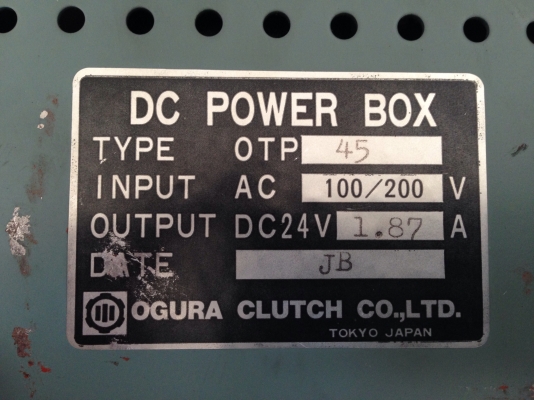 DC POWER BOX
TYPE OTP 45
INPUT AC 100/200 V
OUTPUT DC24V 1.87 A
DATE JB
OGURA CLUTCH CO.,LTD.
TOKYO JAPAN